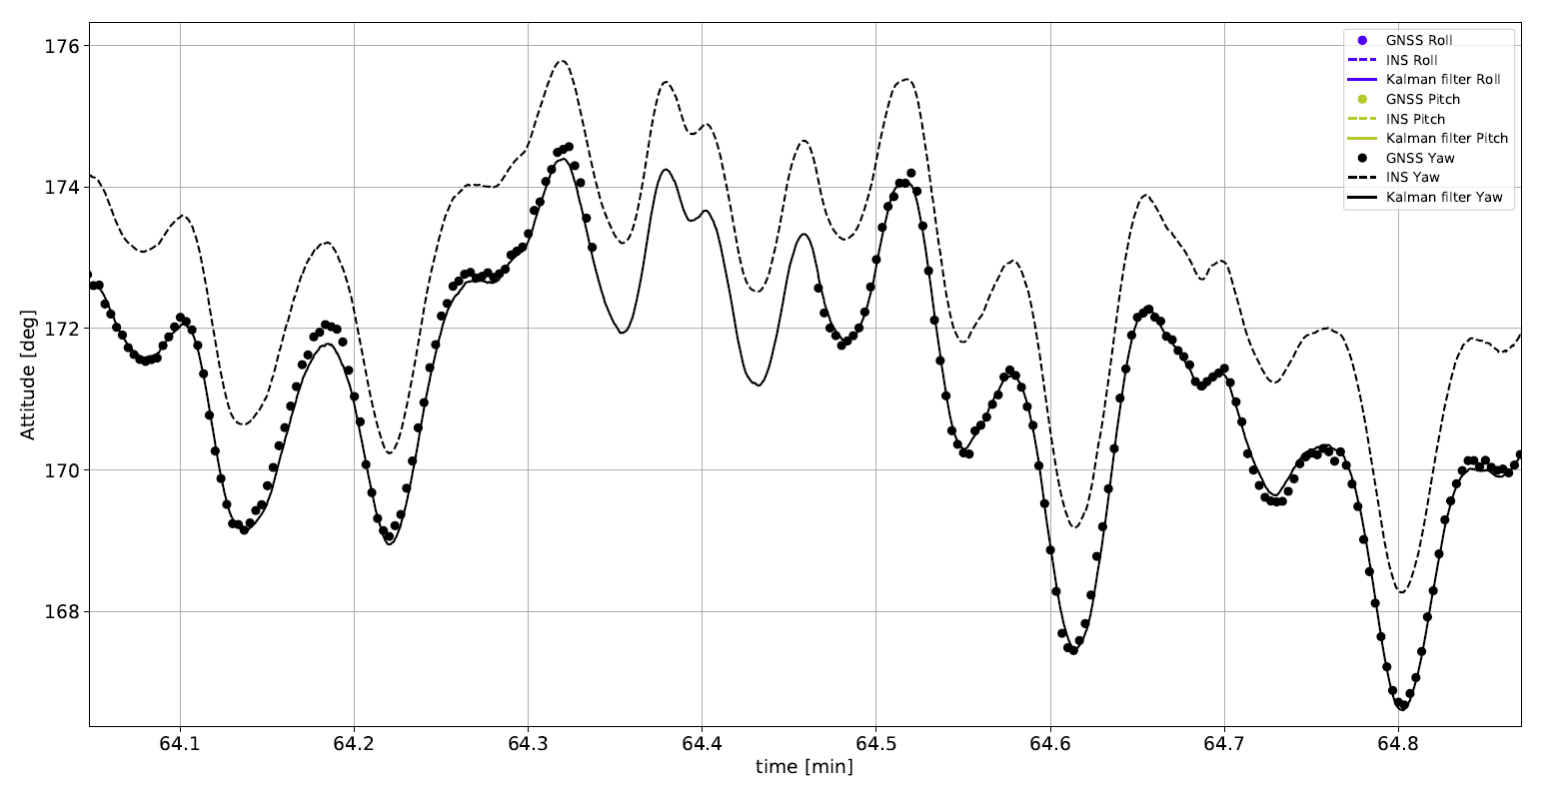 176
174
172
170
168
Attitude [deg]
64.1 64.2 64.3 64.4 64.5 64.6 64.7 64.8
time [min]
GNSS Roll
INS Roll
Kalman filter Roll
GNSS Pitch
INS Pitch
Kalman filter Pitch
GNSS Yaw
INS Yaw
Kalman filter Yaw